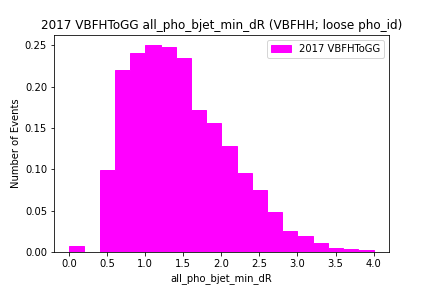 2017 VBFHToGG all_pho_bjet_min_dR (VBFHH; loose pho_id)
2017 VBFHToGG
Number of Events
0.25
0.20
0.15
0.10
0.05
0.00
0.0 0.5 1.0 1.5 2.0 2.5 3.0 3.5 4.0
all_pho_bjet_min_dR